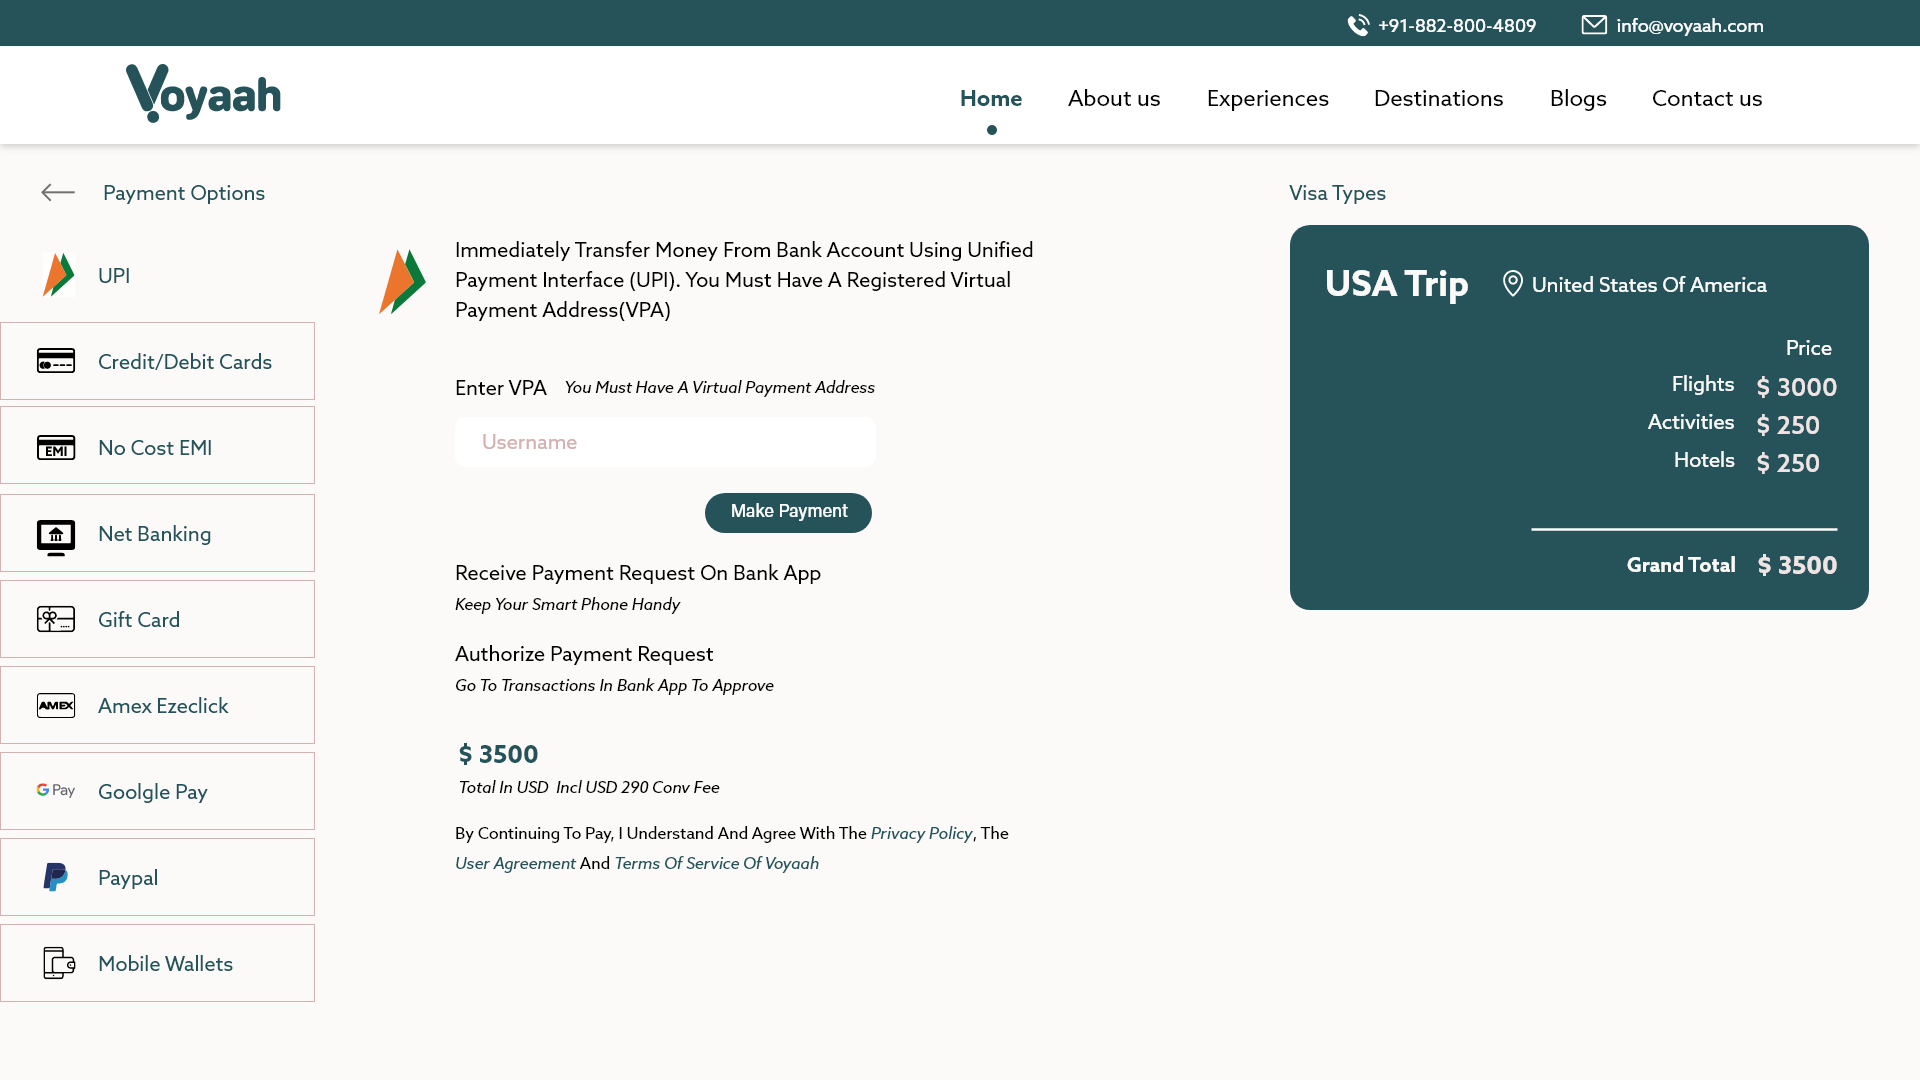 +91-882-800-4809 info@voyaah.com
Voyaah
Home About us Experiences Destinations Blogs Contact us
Payment Options
UPI
Credit/Debit Cards
EMI No Cost EMI
Net Banking
Gift Card
AMEX Amex Ezeclick
G Pay Goolgle Pay
Paypal
Mobile Wallets
Immediately Transfer Money From Bank Account Using Unified
Payment Interface (UPI). You Must Have A Registered Virtual
Payment Address(VPA)
Enter VPA You Must Have A Virtual Payment Address
Username
Make Payment
Receive Payment Request On Bank App
Keep Your Smart Phone Handy
Authorize Payment Request
Go To Transactions In Bank App To Approve
$ 3500
Total In USD Incl USD 290 Conv Fee
By Continuing To Pay, I Understand And Agree With The Privacy Policy, The
User Agreement And Terms Of Service Of Voyaah
Visa Types
USA Trip United States Of America
Price
Flights $ 3000
Activities $ 250
Hotels $ 250
Grand Total $ 3500